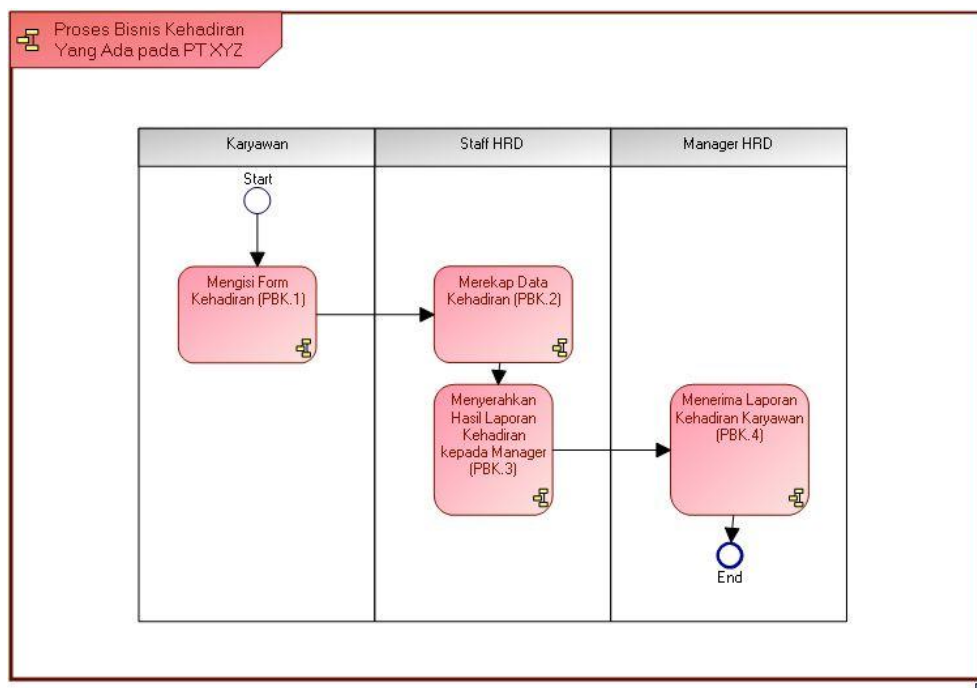 Proses Bisnis Kehadiran
Yang Ada pada PT.XYZ
Karyawan
Staff HRD
Manager HRD
Start
Mengisi Form
Kehadiran (PBK.1)
Merekap Data
Kehadiran (PBK.2)
Menyerahkan
Hasil Laporan
Kehadiran
kepada Manager
(PBK.3)
Menerima Laporan
Kehadiran Karyawan
(PBK.4)
End